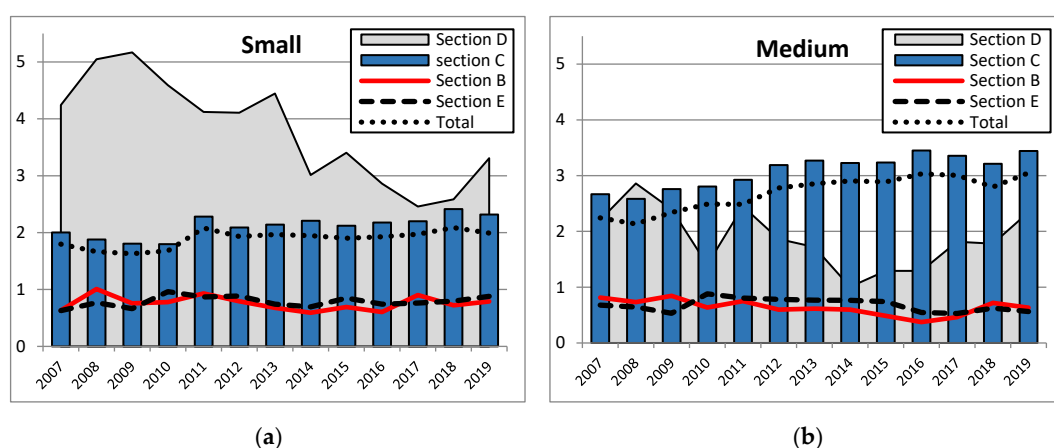 Small
Section D
section C
Section B
Section E
Total
5
4
3
2
1
0
2007
2008
2009
2010
2011
2012
2013
2014
2015
2016
2017
2018
2019
(a)
Medium
Section D
Section C
Section B
Section E
Total
5
4
3
2
1
0
2007
2008
2009
2010
2011
2012
2013
2014
2015
2016
2017
2018
2019
(b)